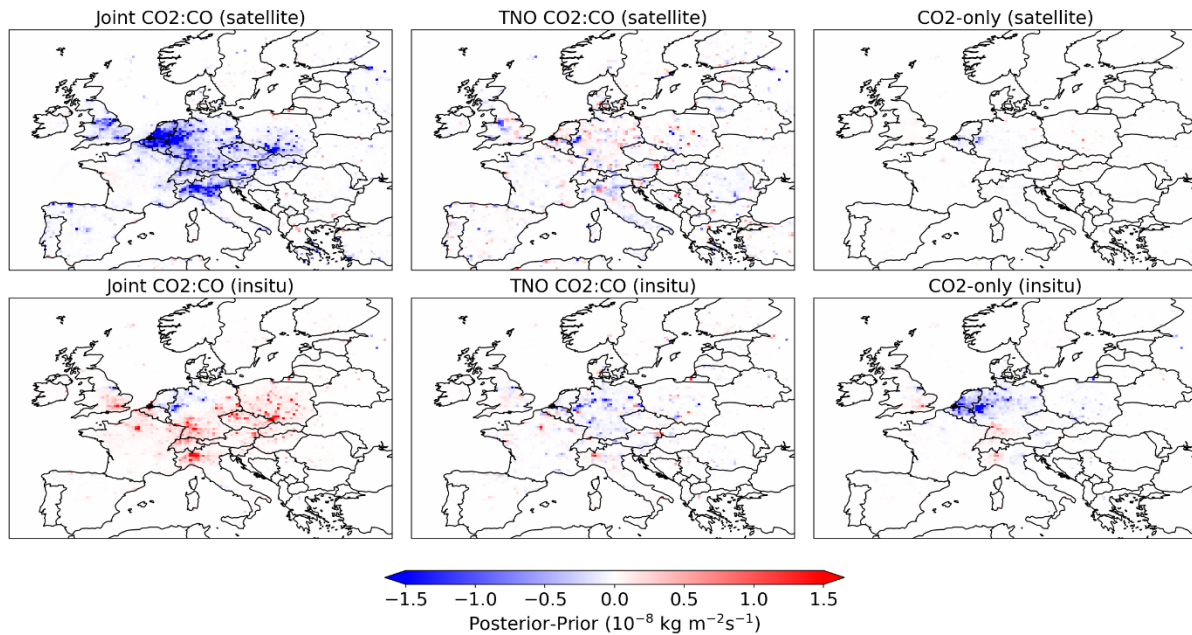 Joint CO2:CO (satellite)
TNO CO2:CO (satellite)
CO2-only (satellite)
Joint CO2:CO (insitu)
TNO CO2:CO (insitu)
CO2-only (insitu)
−1.5 −1.0 −0.5 0.0 0.5 1.0 1.5
Posterior-Prior (10⁻⁸ kg m⁻²s⁻¹)